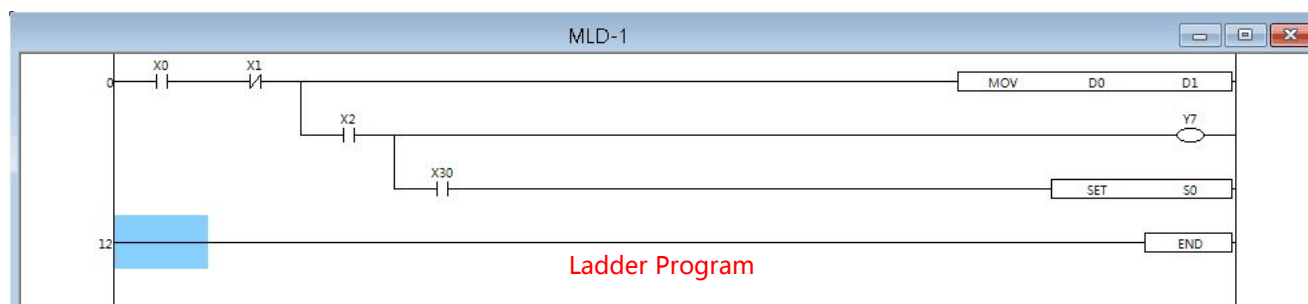 MLD-1
X0 X1
0 MOV D0 D1
X2 Y7
X30
SET S0
12 END
Ladder Program